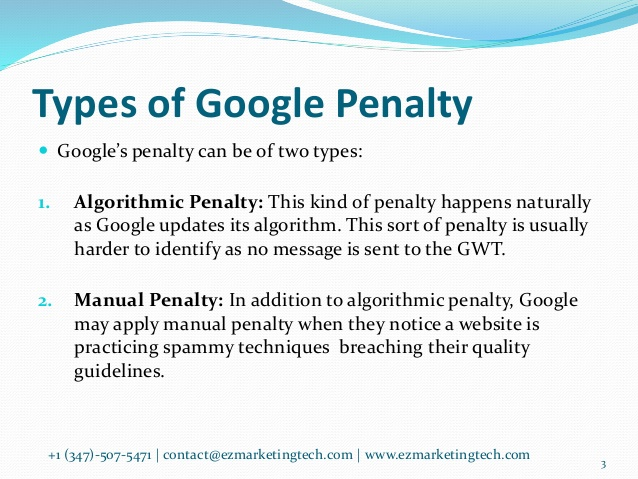 Types of Google Penalty
• Google’s penalty can be of two types:
1. Algorithmic Penalty: This kind of penalty happens naturally
as Google updates its algorithm. This sort of penalty is usually
harder to identify as no message is sent to the GWT.
2. Manual Penalty: In addition to algorithmic penalty, Google
may apply manual penalty when they notice a website is
practicing spammy techniques  breaching their quality
guidelines.
+1 (347)-507-5471 | contact@ezmarketingtech.com | www.ezmarketingtech.com
3